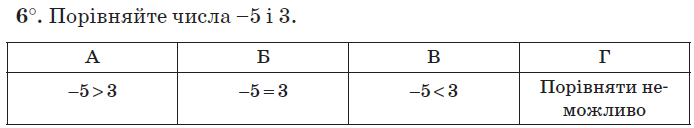 6°. Порівняйте числа –5 і 3.
А Б В Г
–5 > 3 –5 = 3 –5 < 3 Порівняти не-
можливо